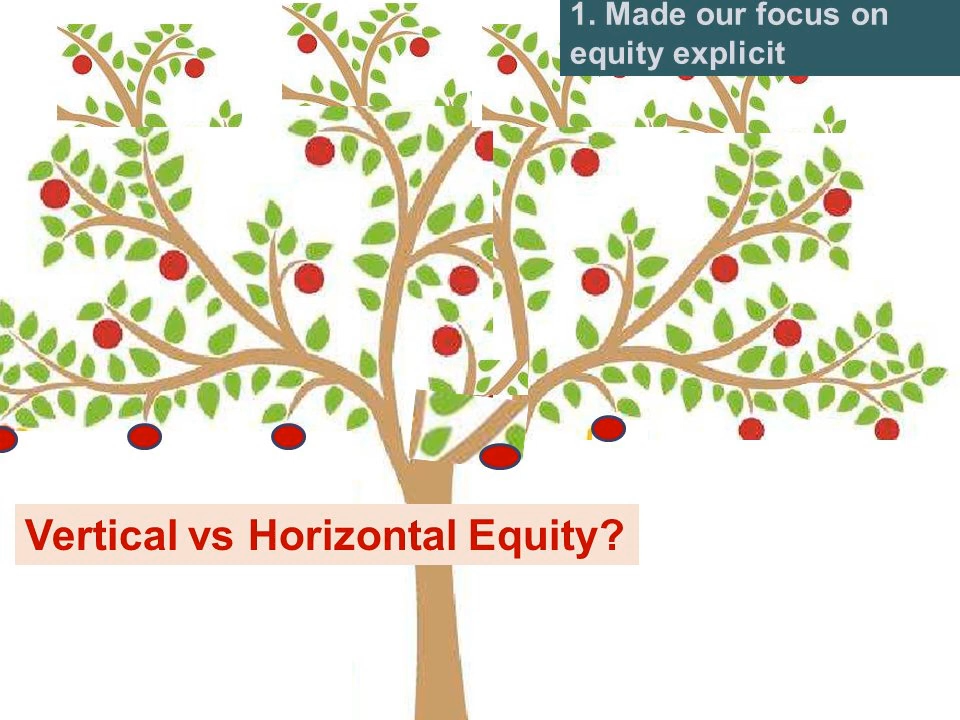 1. Made our focus on
equity explicit
Vertical vs Horizontal Equity?